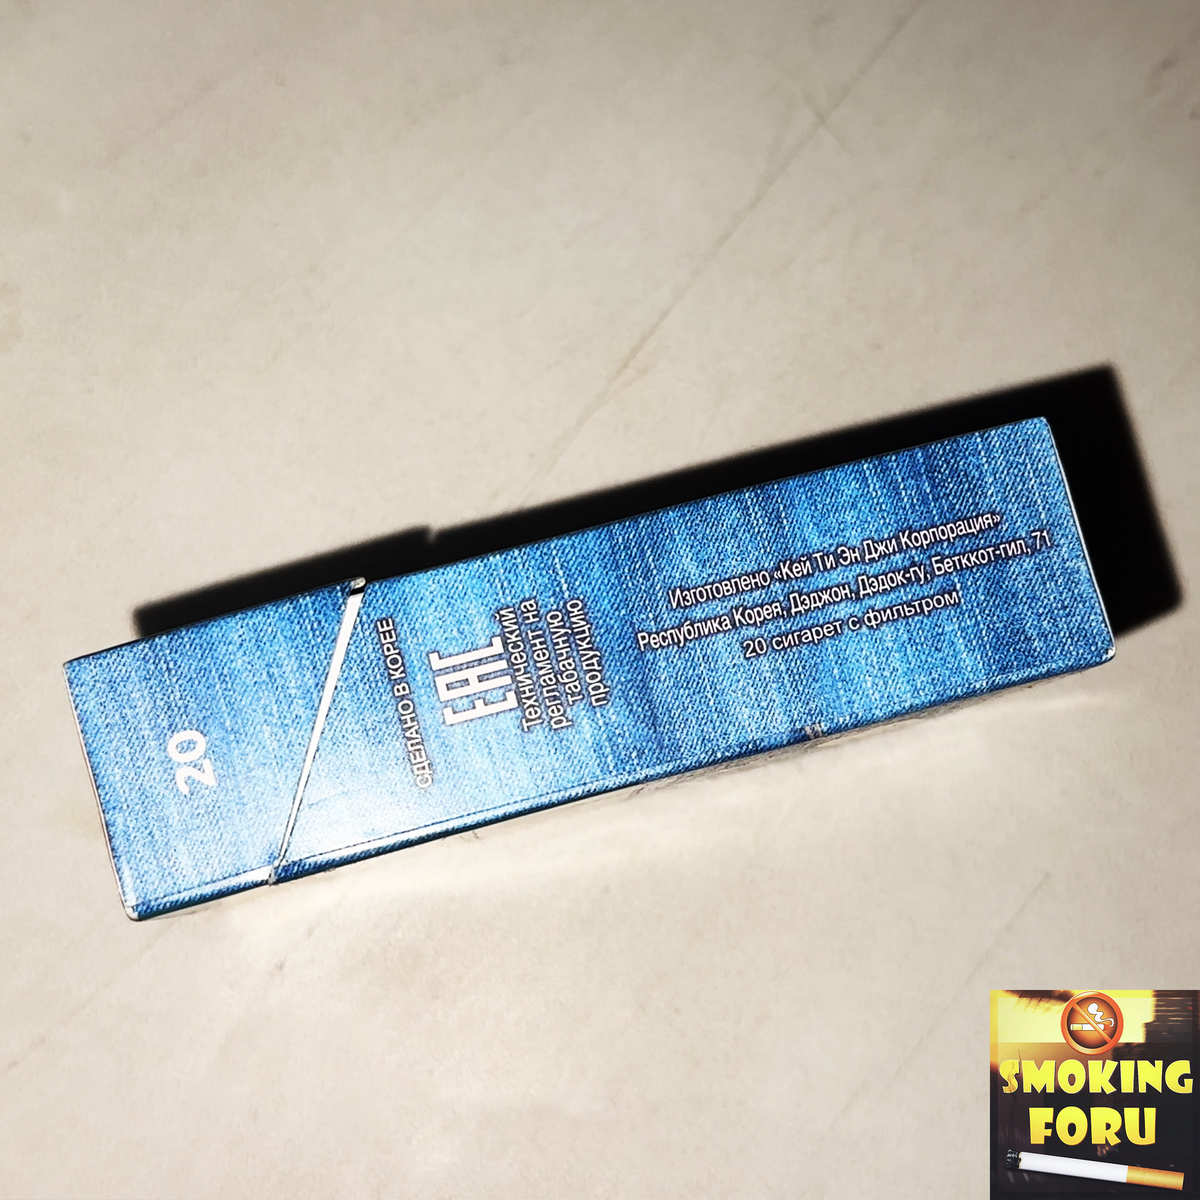 20
СДЕЛАНО В КОРЕЕ
EAC
Технический
регламент на
табачную
продукцию
Изготовлено «Кей Ти Эн Джи Корпорация»
Республика Корея, Дэджон, Дэдок-гу, Бетккот-гил, 71
20 сигарет с фильтром
SMOKING
FORU